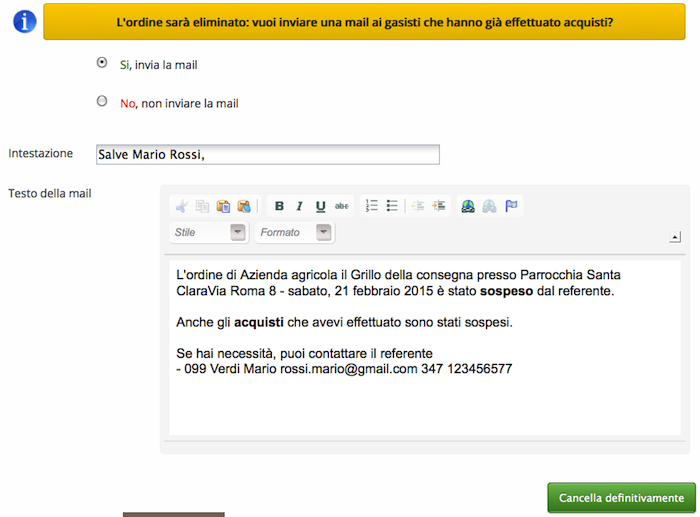 L'ordine sarà eliminato: vuoi inviare una mail ai gasisti che hanno già effettuato acquisti?
Si, invia la mail
No, non inviare la mail
Intestazione
Salve Mario Rossi,
Testo della mail
B I U abc
Stile
Formato
L'ordine di Azienda agricola il Grillo della consegna presso Parrocchia Santa
ClaraVia Roma 8 - sabato, 21 febbraio 2015 è stato sospeso dal referente.
Anche gli acquisti che avevi effettuato sono stati sospesi.
Se hai necessità, puoi contattare il referente
- 099 Verdi Mario rossi.mario@gmail.com 347 123456577
Cancella definitivamente